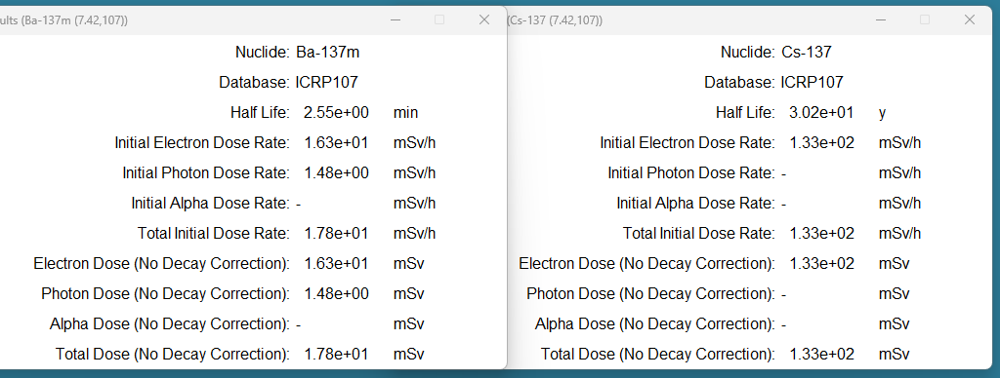 ults (Ba-137m (7.42,107))
Nuclide: Ba-137m
Database: ICRP107
Half Life: 2.55e+00 min
Initial Electron Dose Rate: 1.63e+01 mSv/h
Initial Photon Dose Rate: 1.48e+00 mSv/h
Initial Alpha Dose Rate: - mSv/h
Total Initial Dose Rate: 1.78e+01 mSv/h
Electron Dose (No Decay Correction): 1.63e+01 mSv
Photon Dose (No Decay Correction): 1.48e+00 mSv
Alpha Dose (No Decay Correction): - mSv
Total Dose (No Decay Correction): 1.78e+01 mSv
(Cs-137 (7.42,107))
Nuclide: Cs-137
Database: ICRP107
Half Life: 3.02e+01 y
Initial Electron Dose Rate: 1.33e+02 mSv/h
Initial Photon Dose Rate: - mSv/h
Initial Alpha Dose Rate: - mSv/h
Total Initial Dose Rate: 1.33e+02 mSv/h
Electron Dose (No Decay Correction): 1.33e+02 mSv
Photon Dose (No Decay Correction): - mSv
Alpha Dose (No Decay Correction): - mSv
Total Dose (No Decay Correction): 1.33e+02 mSv